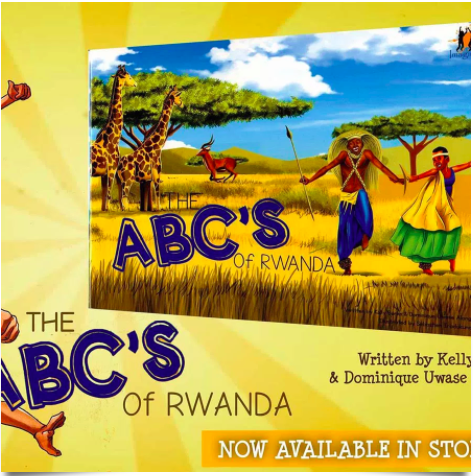 THE
ABC'S
Of RWANDA
THE
ABC'S
Of RWANDA
Written by Kelly
& Dominique Uwase
NOW AVAILABLE IN STO